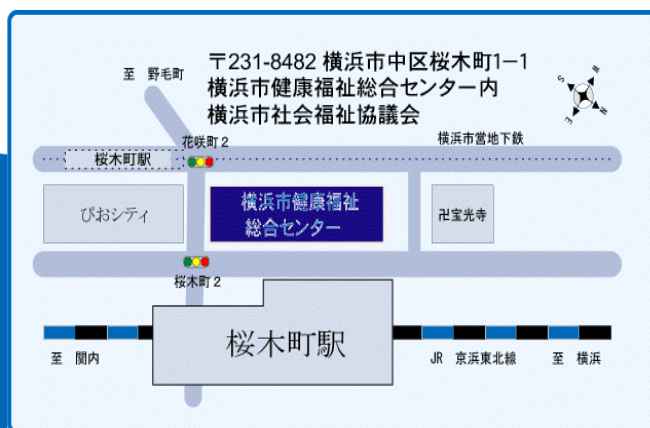 〒231-8482 横浜市中区桜木町1−1
横浜市健康福祉総合センター内
横浜市社会福祉協議会
至 野毛町
S
W
E
N
花咲町2
横浜市営地下鉄
桜木町駅
ぴおシティ
横浜市健康福祉
総合センター
卍宝光寺
桜木町2
桜木町駅
至 関内
JR 京浜東北線
至 横浜